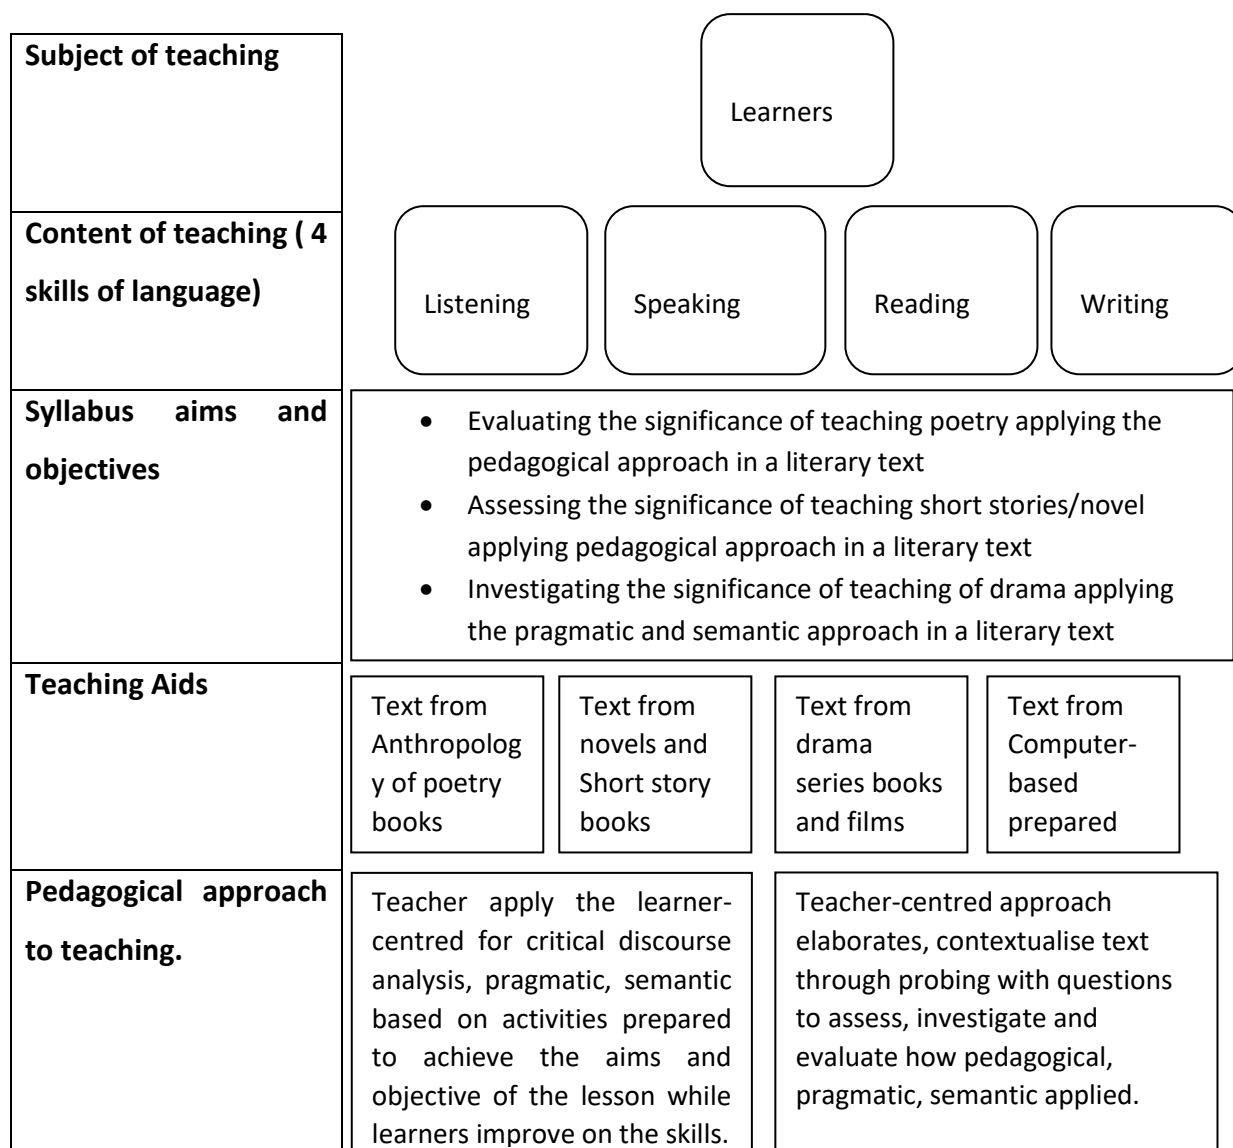 Subject of teaching
Learners
Content of teaching ( 4
skills of language)
Listening
Speaking
Reading
Writing
Syllabus aims and
objectives
• Evaluating the significance of teaching poetry applying the
pedagogical approach in a literary text
• Assessing the significance of teaching short stories/novel
applying pedagogical approach in a literary text
• Investigating the significance of teaching of drama applying
the pragmatic and semantic approach in a literary text
Teaching Aids
Text from
Anthropolog
y of poetry
books
Text from
novels and
Short story
books
Text from
drama
series books
and films
Text from
Computer-
based
prepared
Pedagogical approach
to teaching.
Teacher apply the learner-
centred for critical discourse
analysis, pragmatic, semantic
based on activities prepared
to achieve the aims and
objective of the lesson while
learners improve on the skills.
Teacher-centred approach
elaborates, contextualise text
through probing with questions
to assess, investigate and
evaluate how pedagogical,
pragmatic, semantic applied.